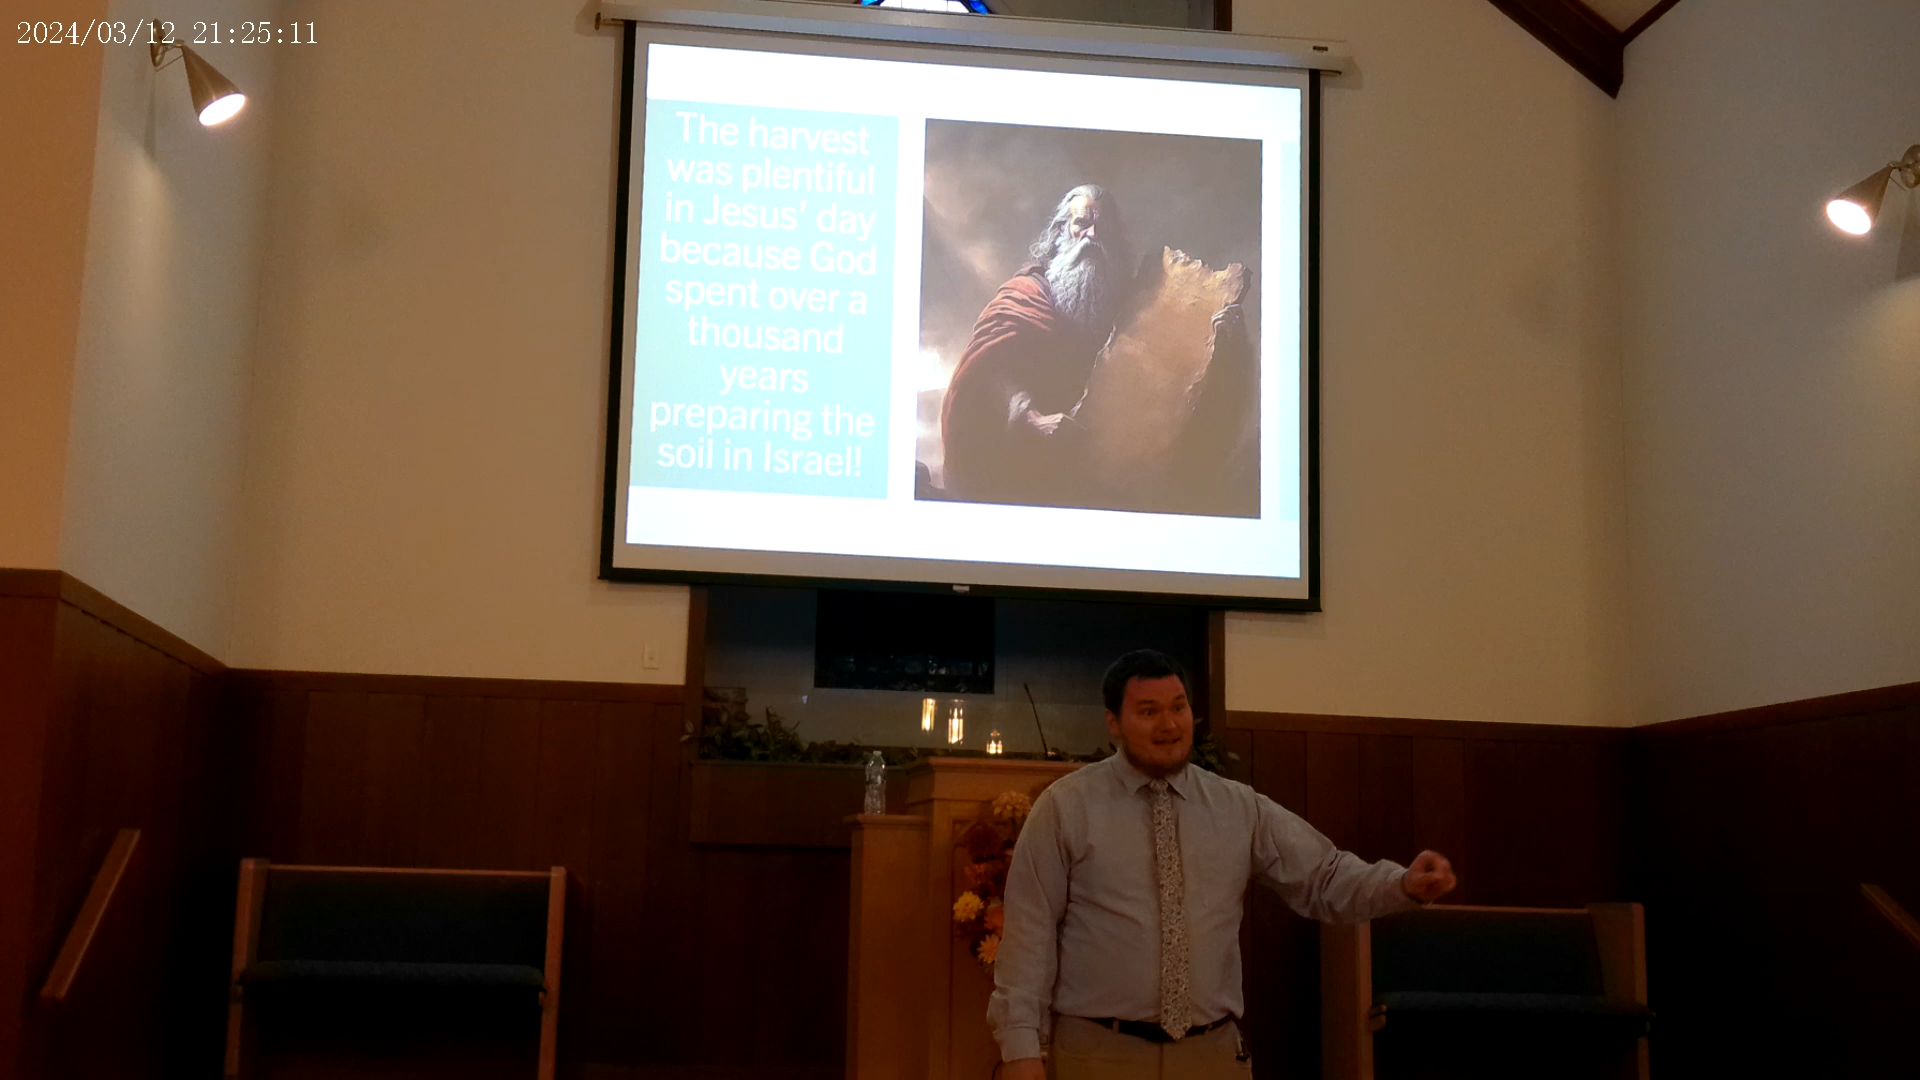 2024/03/12 21:25:11
The harvest
was plentiful
in Jesus' day
because God
spent over a
thousand
years
preparing the
soil in Israel!